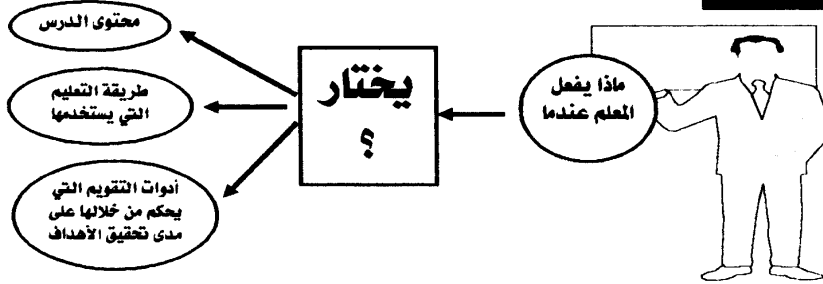 ماذا يفعل
المعلم عندما
يختار
؟
محتوى الدرس
طريقة التعليم
التي يستخدمها
أدوات التقويم التي
يحكم من خلالها على
مدى تحقيق الأهداف